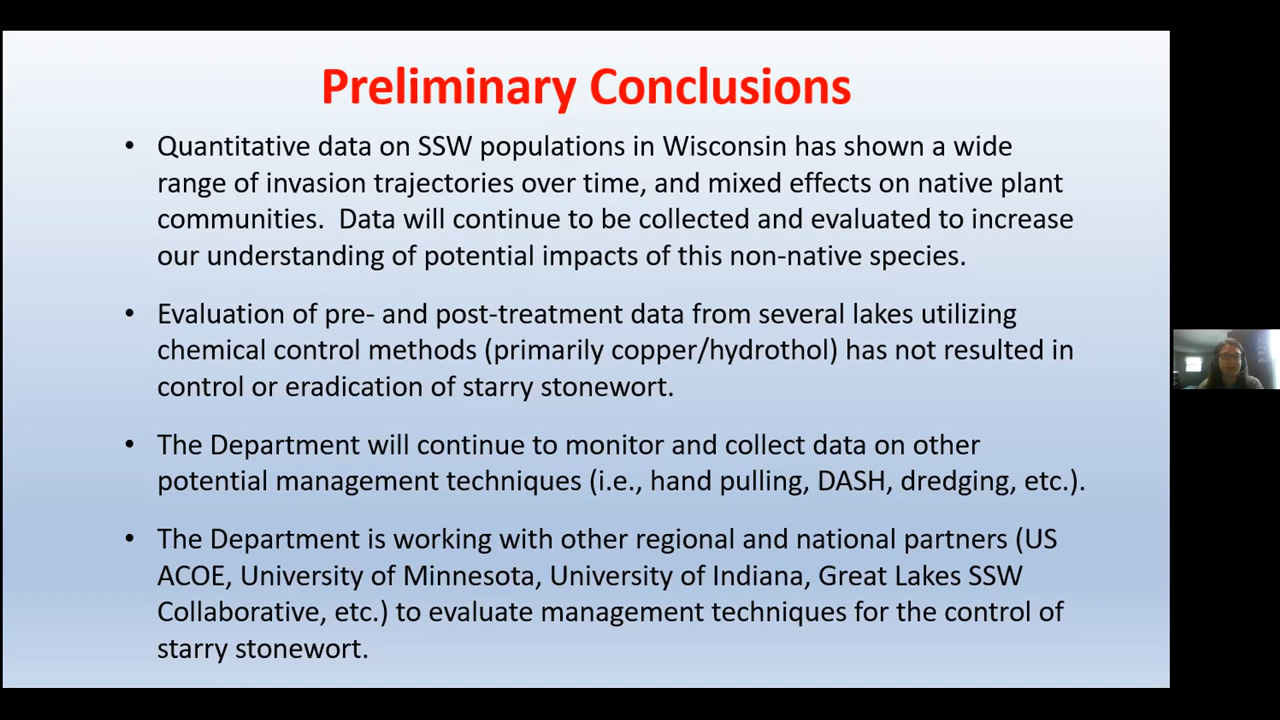 Preliminary Conclusions
• Quantitative data on SSW populations in Wisconsin has shown a wide
range of invasion trajectories over time, and mixed effects on native plant
communities.  Data will continue to be collected and evaluated to increase
our understanding of potential impacts of this non-native species.
• Evaluation of pre- and post-treatment data from several lakes utilizing
chemical control methods (primarily copper/hydrothol) has not resulted in
control or eradication of starry stonewort.
• The Department will continue to monitor and collect data on other
potential management techniques (i.e., hand pulling, DASH, dredging, etc.).
• The Department is working with other regional and national partners (US
ACOE, University of Minnesota, University of Indiana, Great Lakes SSW
Collaborative, etc.) to evaluate management techniques for the control of
starry stonewort.